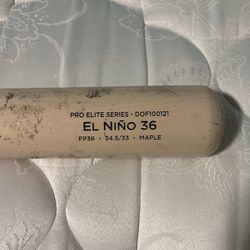 PRO ELITE SERIES - DOF100121
EL NIÑO 36
FP36 - 34.5/33 - MAPLE